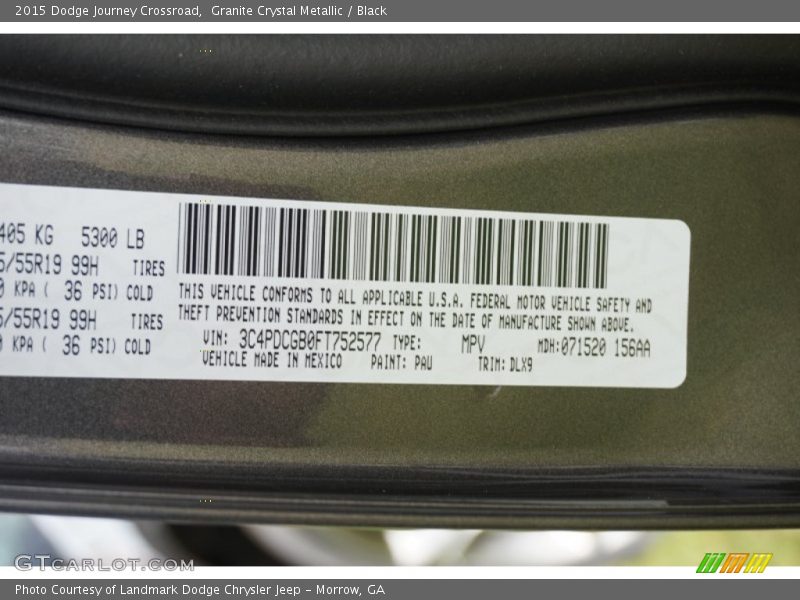 2015 Dodge Journey Crossroad,  Granite Crystal Metallic / Black
405 KG 5300 LB
/55R19 99H TIRES
KPA ( 36 PSI) COLD
/55R19 99H TIRES
KPA ( 36 PSI) COLD
THIS VEHICLE CONFORMS TO ALL APPLICABLE U.S.A. FEDERAL MOTOR VEHICLE SAFETY AND
THEFT PREVENTION STANDARDS IN EFFECT ON THE DATE OF MANUFACTURE SHOWN ABOVE.
VIN: 3C4PDCGB0FT752577 TYPE: MPV MDH:071520 156AA
VEHICLE MADE IN MEXICO PAINT: PAU TRIM: DLX9
GTCARLOT.COM
Photo Courtesy of Landmark Dodge Chrysler Jeep – Morrow, GA